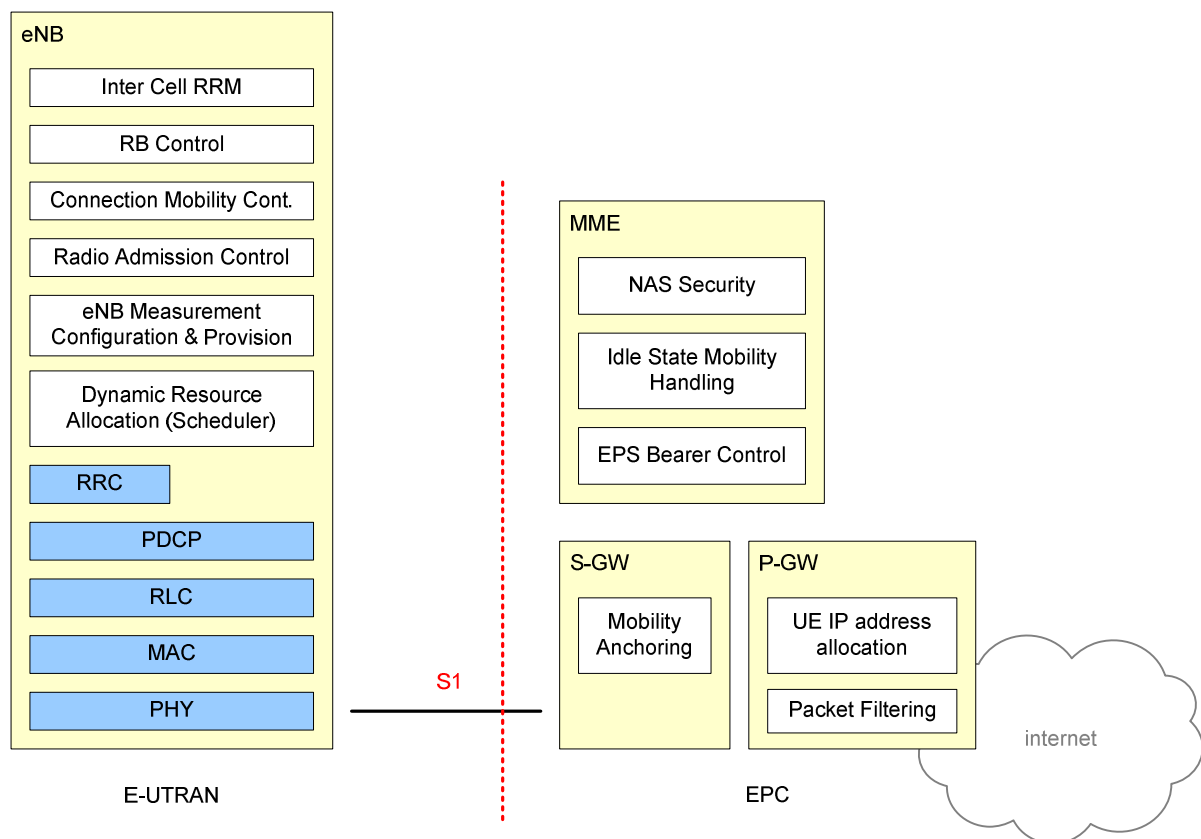 eNB
Inter Cell RRM
RB Control
Connection Mobility Cont.
Radio Admission Control
eNB Measurement
Configuration & Provision
Dynamic Resource
Allocation (Scheduler)
RRC
PDCP
RLC
MAC
PHY
E-UTRAN
S1
MME
NAS Security
Idle State Mobility
Handling
EPS Bearer Control
S-GW
Mobility
Anchoring
P-GW
UE IP address
allocation
Packet Filtering
internet
EPC